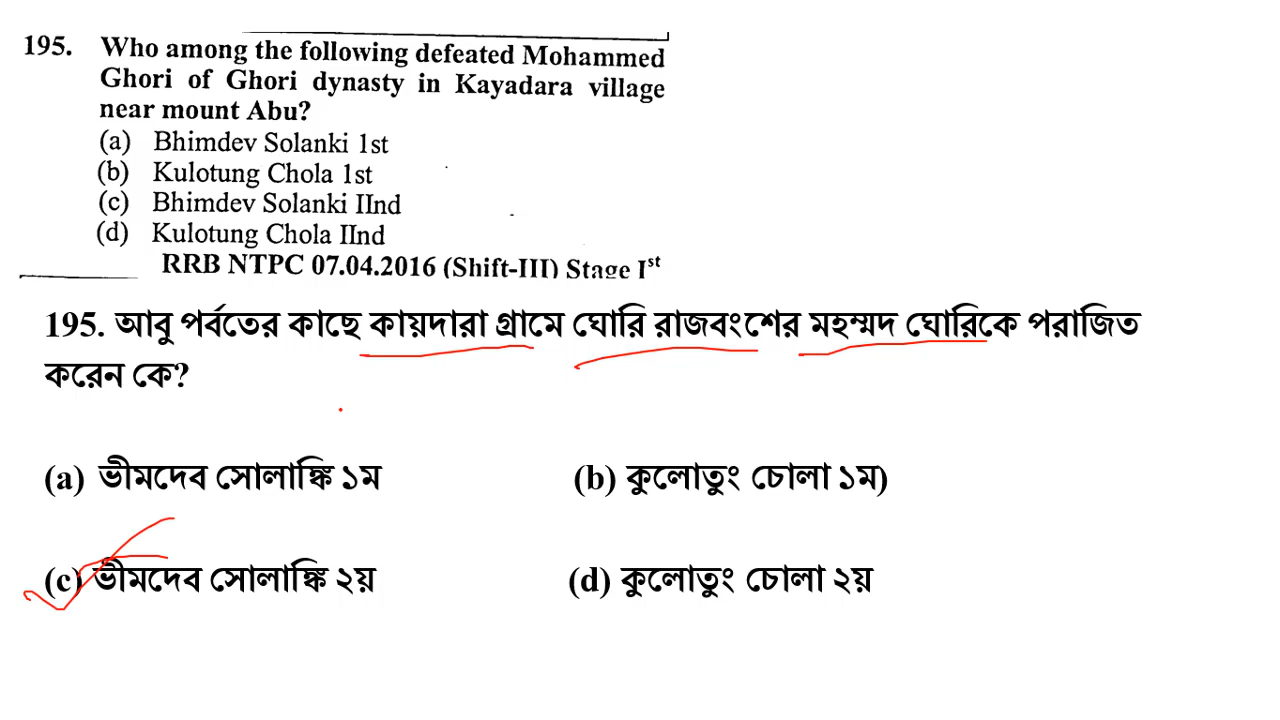 195. Who among the following defeated Mohammed
Ghori of Ghori dynasty in Kayadara village
near mount Abu?
(a) Bhimdev Solanki 1st
(b) Kulotung Chola 1st
(c) Bhimdev Solanki IInd
(d) Kulotung Chola IInd
RRB NTPC 07.04.2016 (Shift-III) Stage Ist
195. আবু পর্বতের কাছে কায়দারা গ্রামে ঘোরি রাজবংশের মহম্মদ ঘোরিকে পরাজিত
করেন কে?
(a) ভীমদেব সোলাঙ্কি ১ম (b) কুলোতুং চোলা ১ম)
(c) ভীমদেব সোলাঙ্কি ২য় (d) কুলোতুং চোলা ২য়